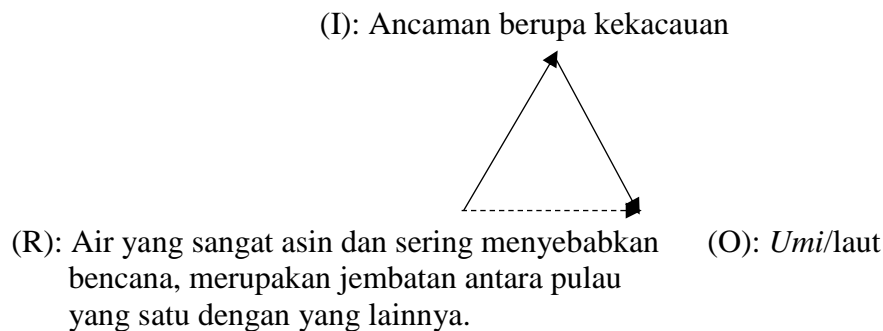 (I): Ancaman berupa kekacauan
(R): Air yang sangat asin dan sering menyebabkan
bencana, merupakan jembatan antara pulau
yang satu dengan yang lainnya.
(O): Umi/laut